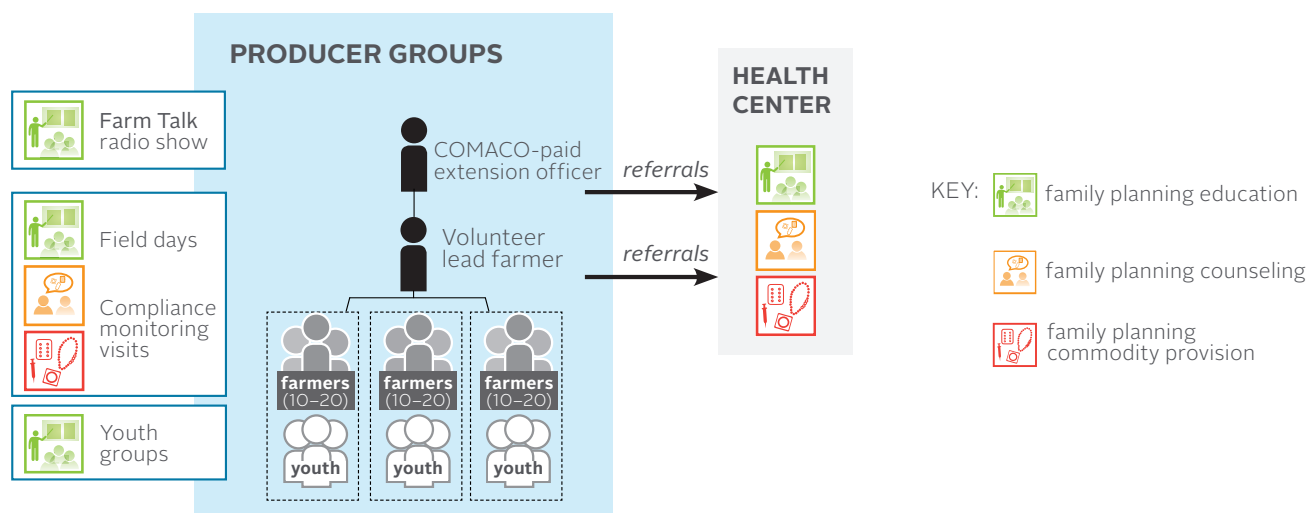 PRODUCER GROUPS
Farm Talk
radio show
Field days
Compliance
monitoring
visits
Youth
groups
COMACO-paid
extension officer
Volunteer
lead farmer
farmers
(10–20)
farmers
(10–20)
farmers
(10–20)
youth
youth
youth
referrals
referrals
HEALTH
CENTER
KEY:
family planning education
family planning counseling
family planning
commodity provision